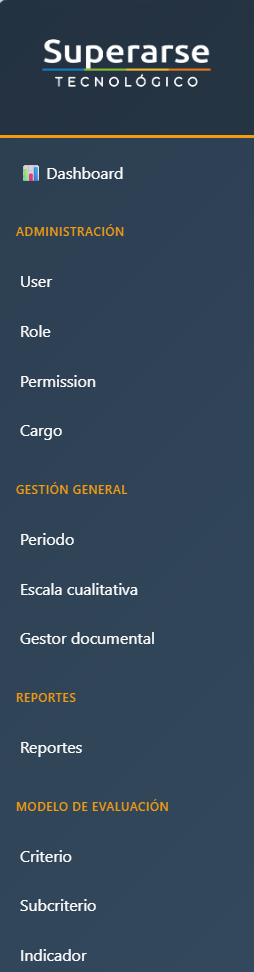 Superarse
TECNOLÓGICO
Dashboard
ADMINISTRACIÓN
User
Role
Permission
Cargo
GESTIÓN GENERAL
Periodo
Escala cualitativa
Gestor documental
REPORTES
Reportes
MODELO DE EVALUACIÓN
Criterio
Subcriterio
Indicador